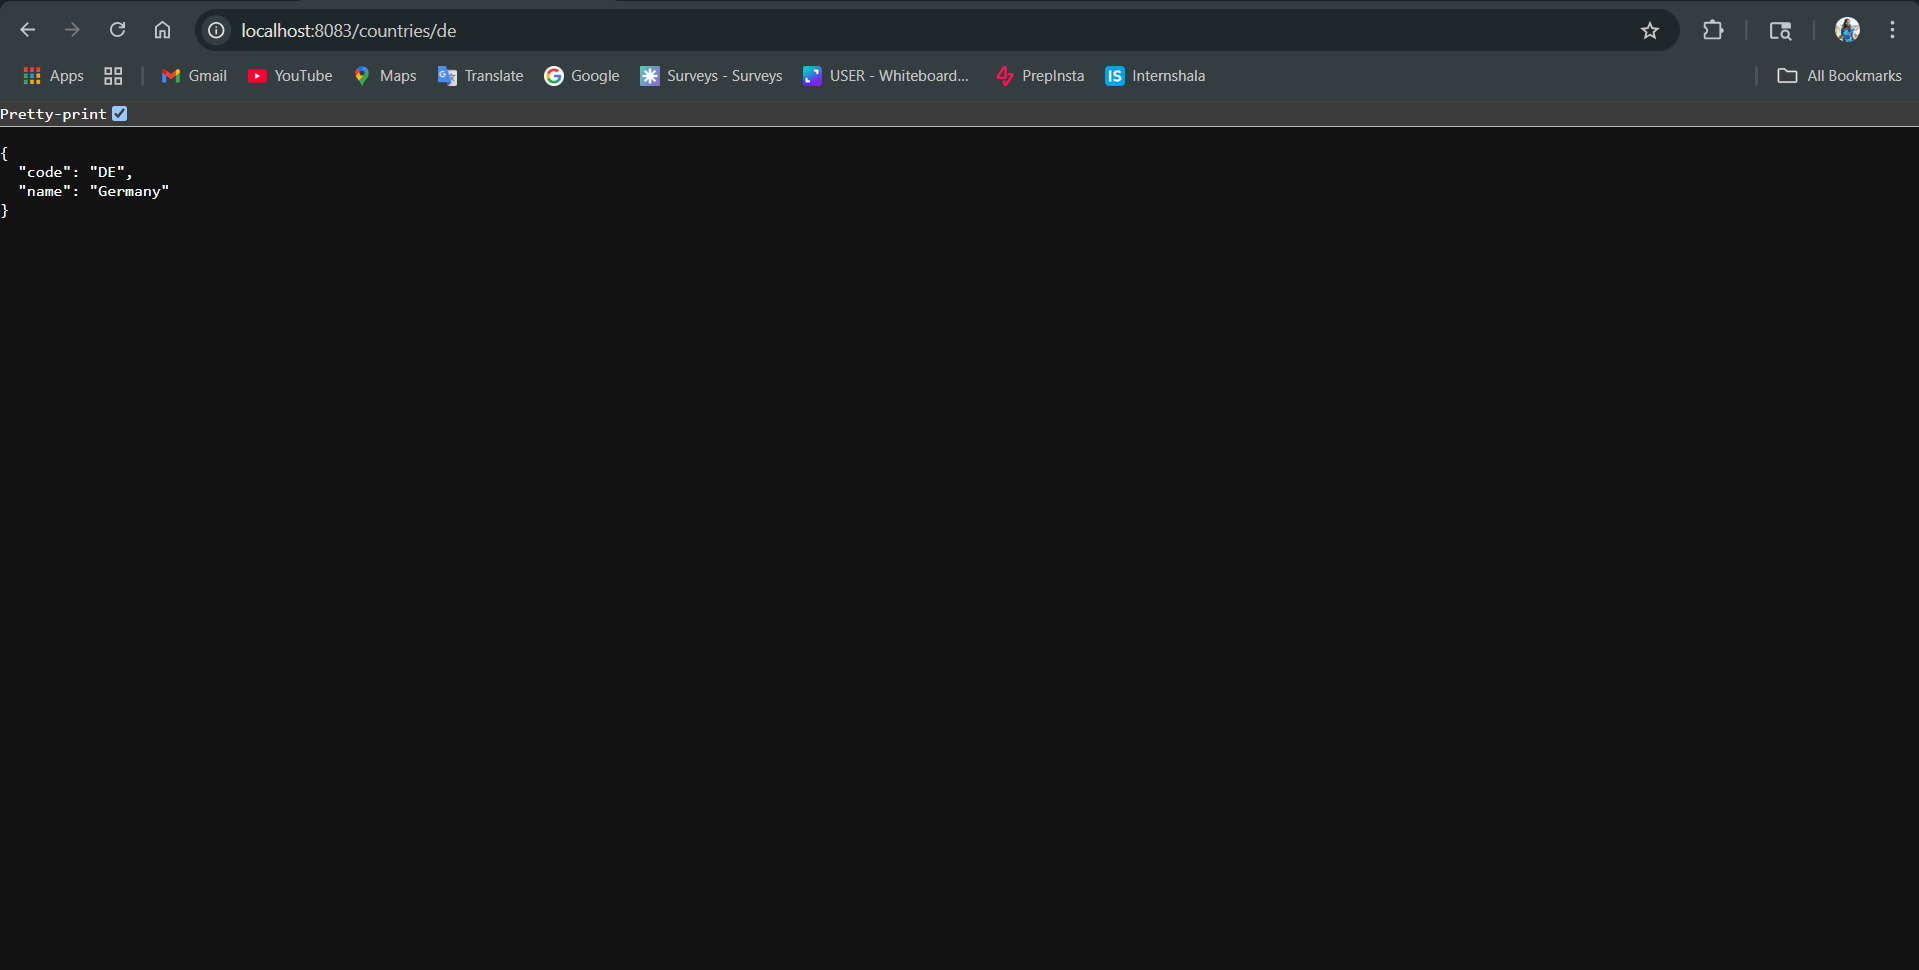 localhost:8083/countries/de
Apps Gmail YouTube Maps Translate Google Surveys - Surveys USER - Whiteboard... PrepInsta IS Internshala All Bookmarks
Pretty-print
{
  "code": "DE",
  "name": "Germany"
}